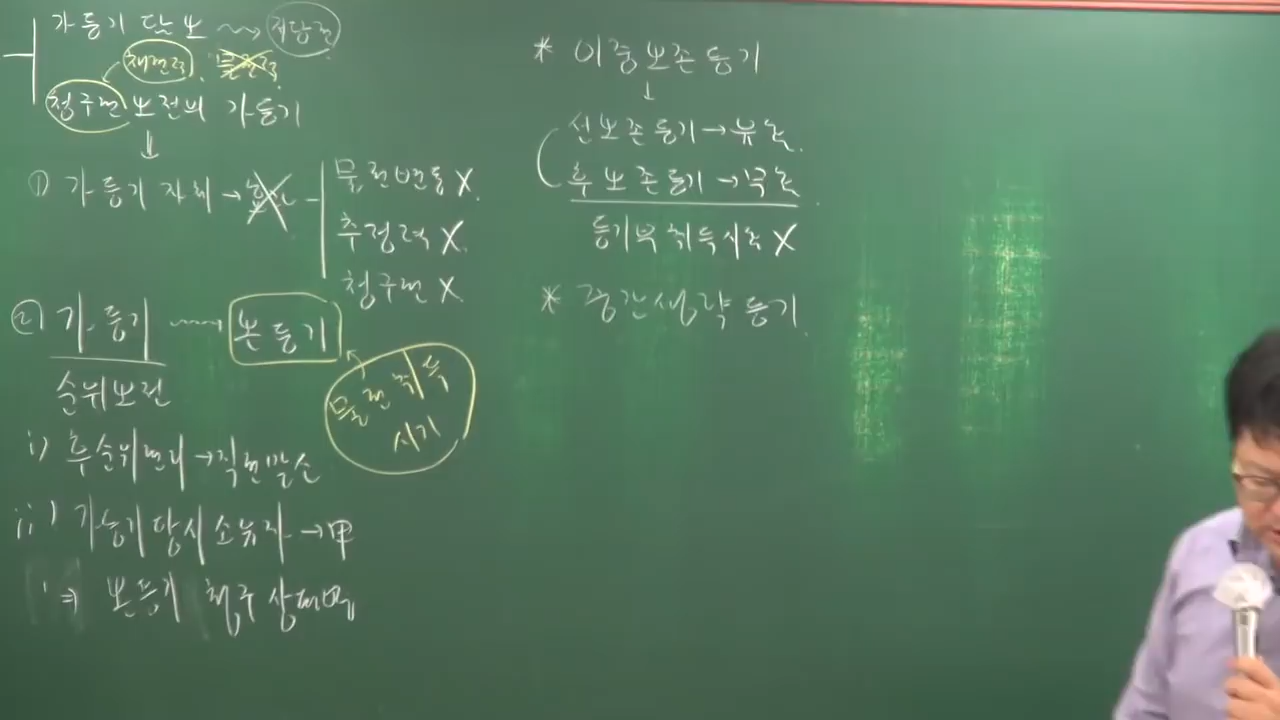 가등기 담보 → 저당권
채권적. 물권적
청구권 보전의 가등기
↓
① 가등기 자체 → 효력
물권변동 X.
추정력 X.
청구권 X.
② 가등기 → 본등기
순위보전
물권취득
시기
i) 후순위권리 → 직권말소
ii) 가등기 당시 소유자 → 甲
⇒ 본등기 청구 상대방
* 이중보존등기
↓
선보존등기 → 유효.
후보존등기 → 무효
등기부취득시효 X
* 중간생략등기